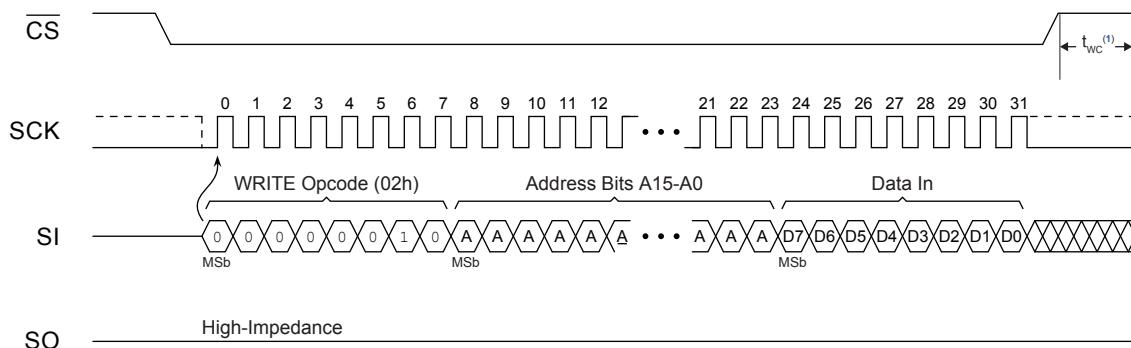 CS
tWC(1)
0 1 2 3 4 5 6 7 8 9 10 11 12 21 22 23 24 25 26 27 28 29 30 31
SCK • • •
WRITE Opcode (02h) Address Bits A15-A0 Data In
SI 0 0 0 0 0 0 1 0 A A A A A A • • • A A A D7 D6 D5 D4 D3 D2 D1 D0
MSb MSb MSb
High-Impedance
SO